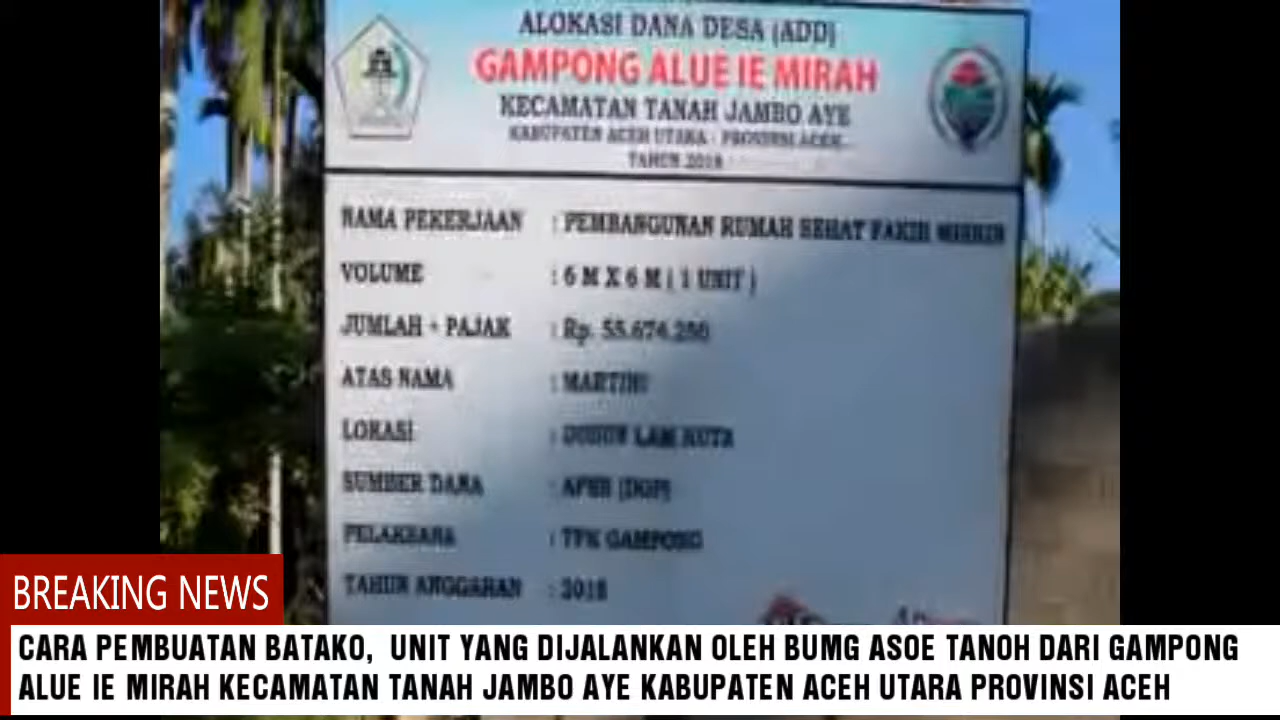 ALOKASI DANA DESA (ADD)
GAMPONG ALUE IE MIRAH
KECAMATAN TANAH JAMBO AYE
KABUPATEN ACEH UTARA - PROVINSI ACEH
TAHUN 2018
NAMA PEKERJAAN : PEMBANGUNAN RUMAH SEHAT FAKIR MISKIN
VOLUME : 6 M X 6 M ( 1 UNIT )
JUMLAH + PAJAK : Rp.
ATAS NAMA :
LOKASI : DUSUN LAM KUTA
SUMBER DANA :
PELAKSANA : TPK GAMPONG
TAHUN ANGGARAN : 2018
BREAKING NEWS
CARA PEMBUATAN BATAKO, UNIT YANG DIJALANKAN OLEH BUMG ASOE TANOH DARI GAMPONG
ALUE IE MIRAH KECAMATAN TANAH JAMBO AYE KABUPATEN ACEH UTARA PROVINSI ACEH